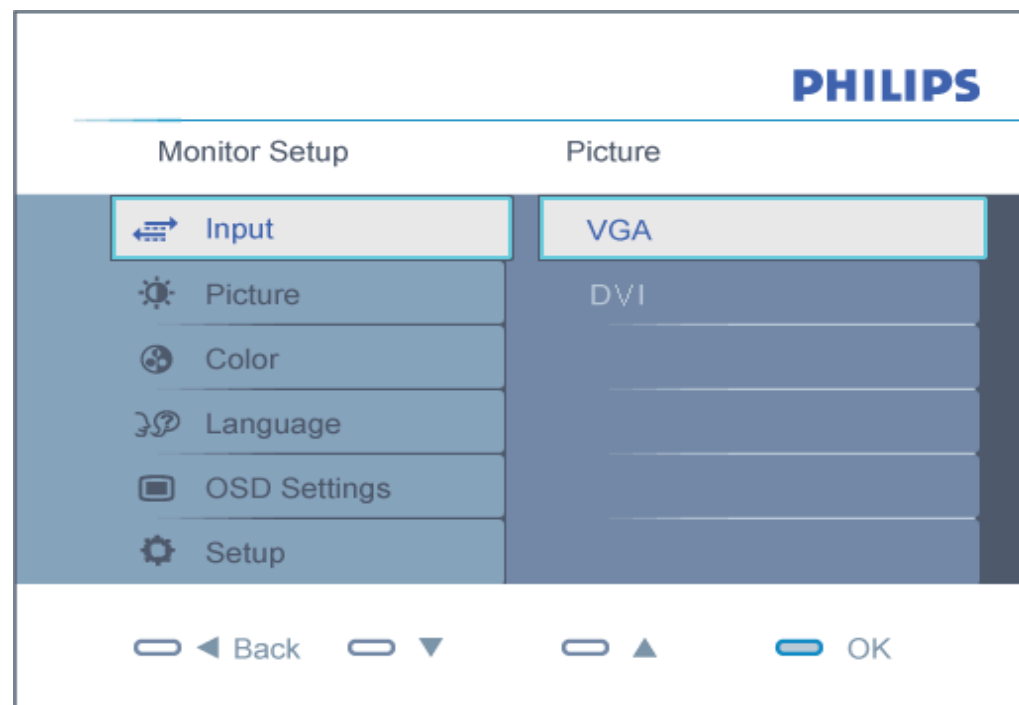 PHILIPS
Monitor Setup Picture
Input VGA
Picture DVI
Color
Language
OSD Settings
Setup
Back OK